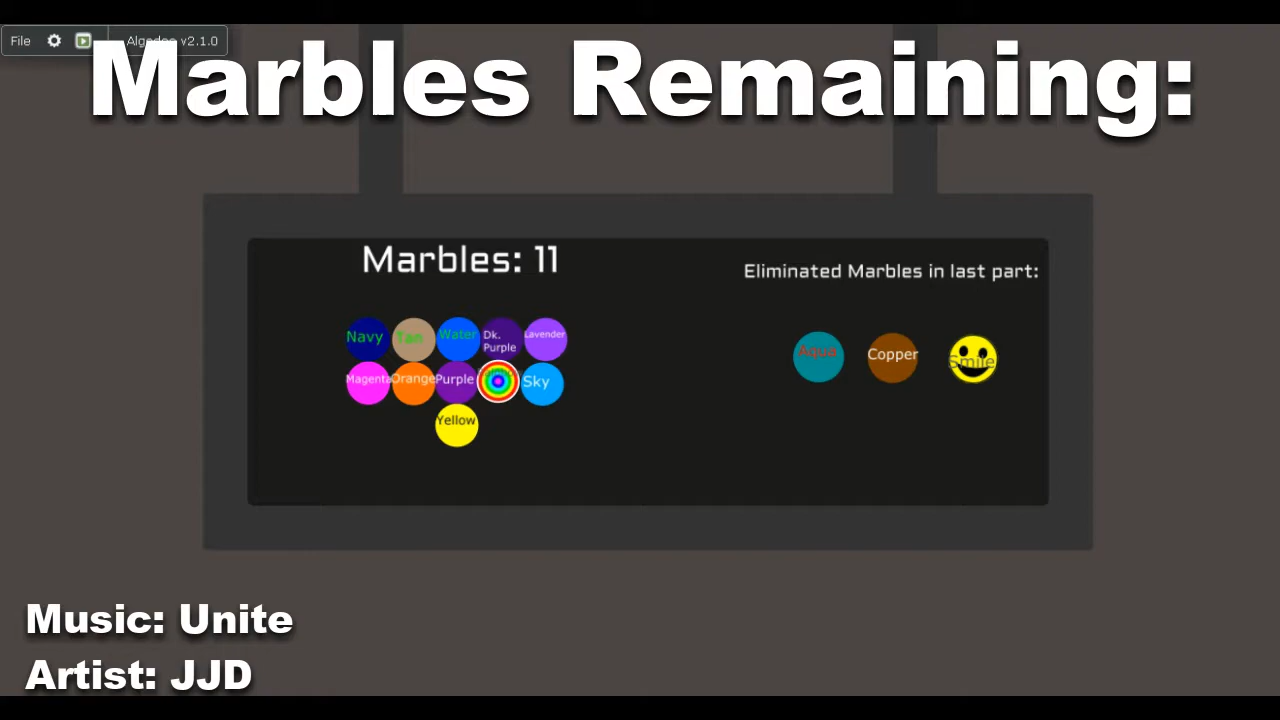 File Algodoo v2.1.0
Marbles Remaining:
Marbles: 11
Eliminated Marbles in last part:
Navy Tan Water Dk. Purple Lavender
Aqua Copper Smile
Magenta Orange Purple Sky
Yellow
Music: Unite
Artist: JJD